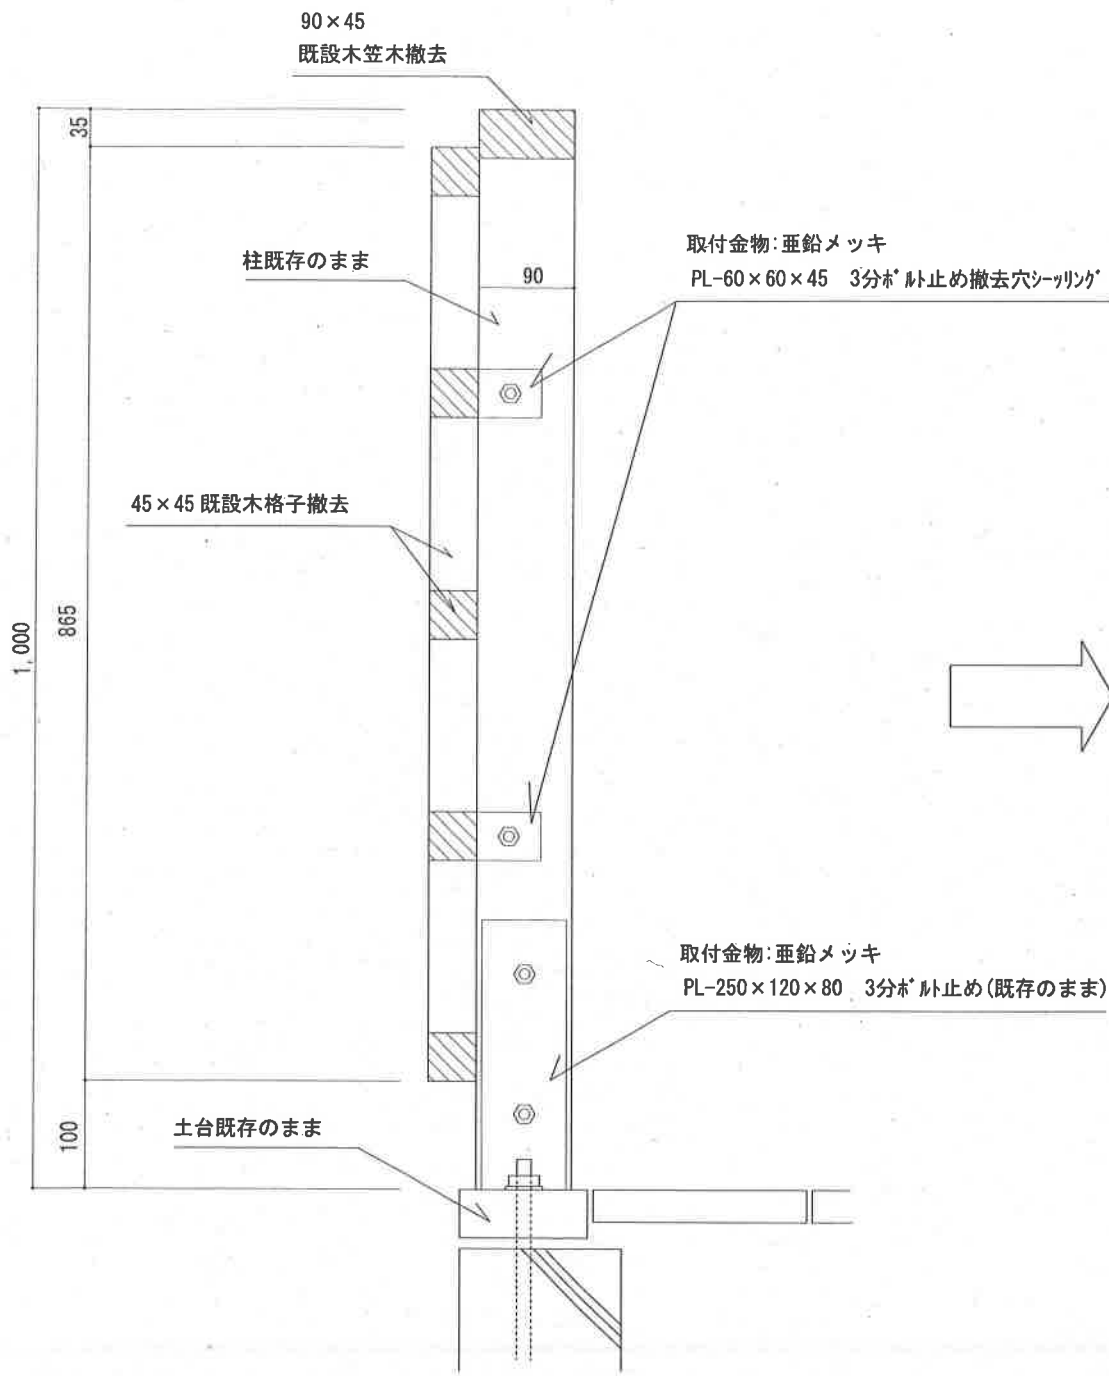 90×45
既設木笠木撤去
35
取付金物:亜鉛メッキ
PL-60×60×45 3分ボルト止め撤去穴シーッリング
柱既存のまま
90
45×45 既設木格子撤去
865
1,000
取付金物:亜鉛メッキ
PL-250×120×80 3分ボルト止め(既存のまま)
100
土台既存のまま